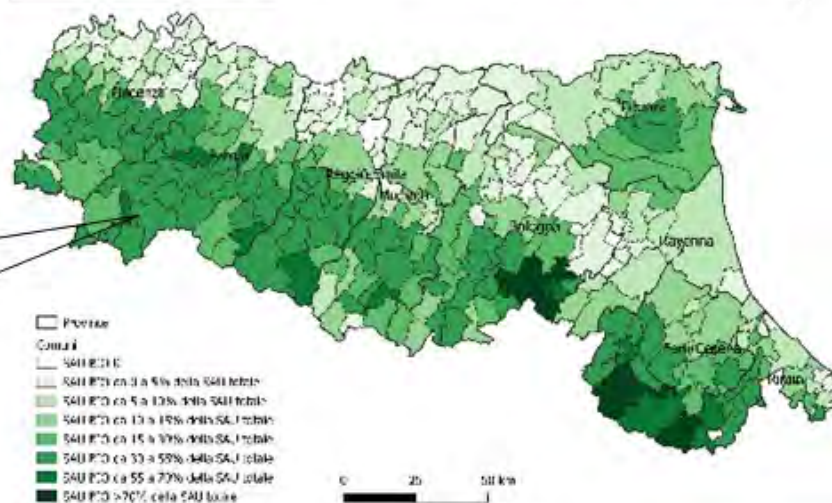 Piacenza
Ferrara
Parma
Reggio Emilia
Modena
Bologna
Ravenna
Forlì-Cesena
Rimini
Province
Comuni
SAU BIO 0
SAU BIO da 0 a 5% della SAU totale
SAU BIO da 5 a 10% della SAU totale
SAU BIO da 10 a 15% della SAU totale
SAU BIO da 15 a 30% della SAU totale
SAU BIO da 30 a 55% della SAU totale
SAU BIO da 55 a 70% della SAU totale
SAU BIO >70% della SAU totale
0 25 50 km